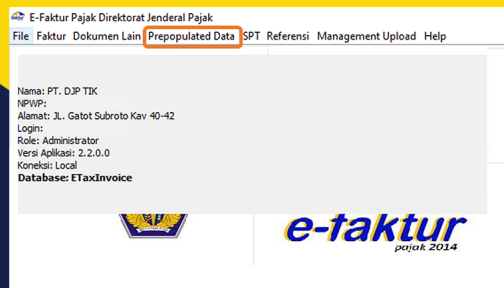 E-Faktur Pajak Direktorat Jenderal Pajak
File Faktur Dokumen Lain Prepopulated Data SPT Referensi Management Upload Help
Nama: PT. DJP TIK
NPWP:
Alamat: JL. Gatot Subroto Kav 40-42
Login:
Role: Administrator
Versi Aplikasi: 2.2.0.0
Koneksi: Local
Database: ETaxInvoice
e-faktur
pajak 2014